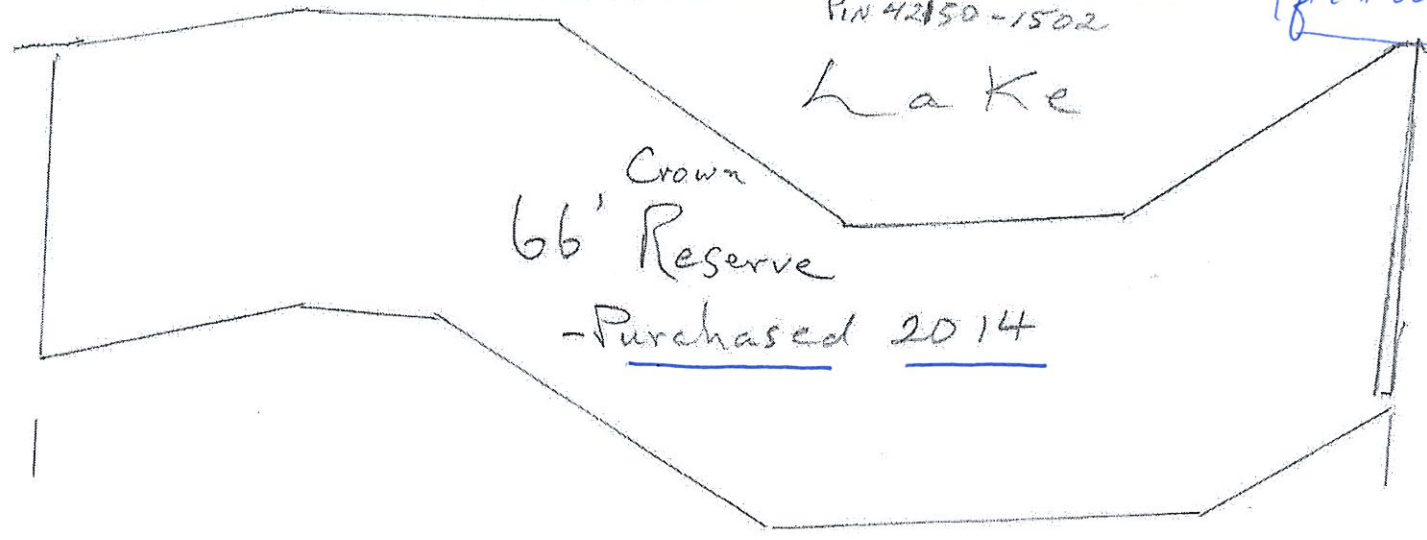 PIN 42150-1502
Lake
Crown
66' Reserve
-Purchased 2014